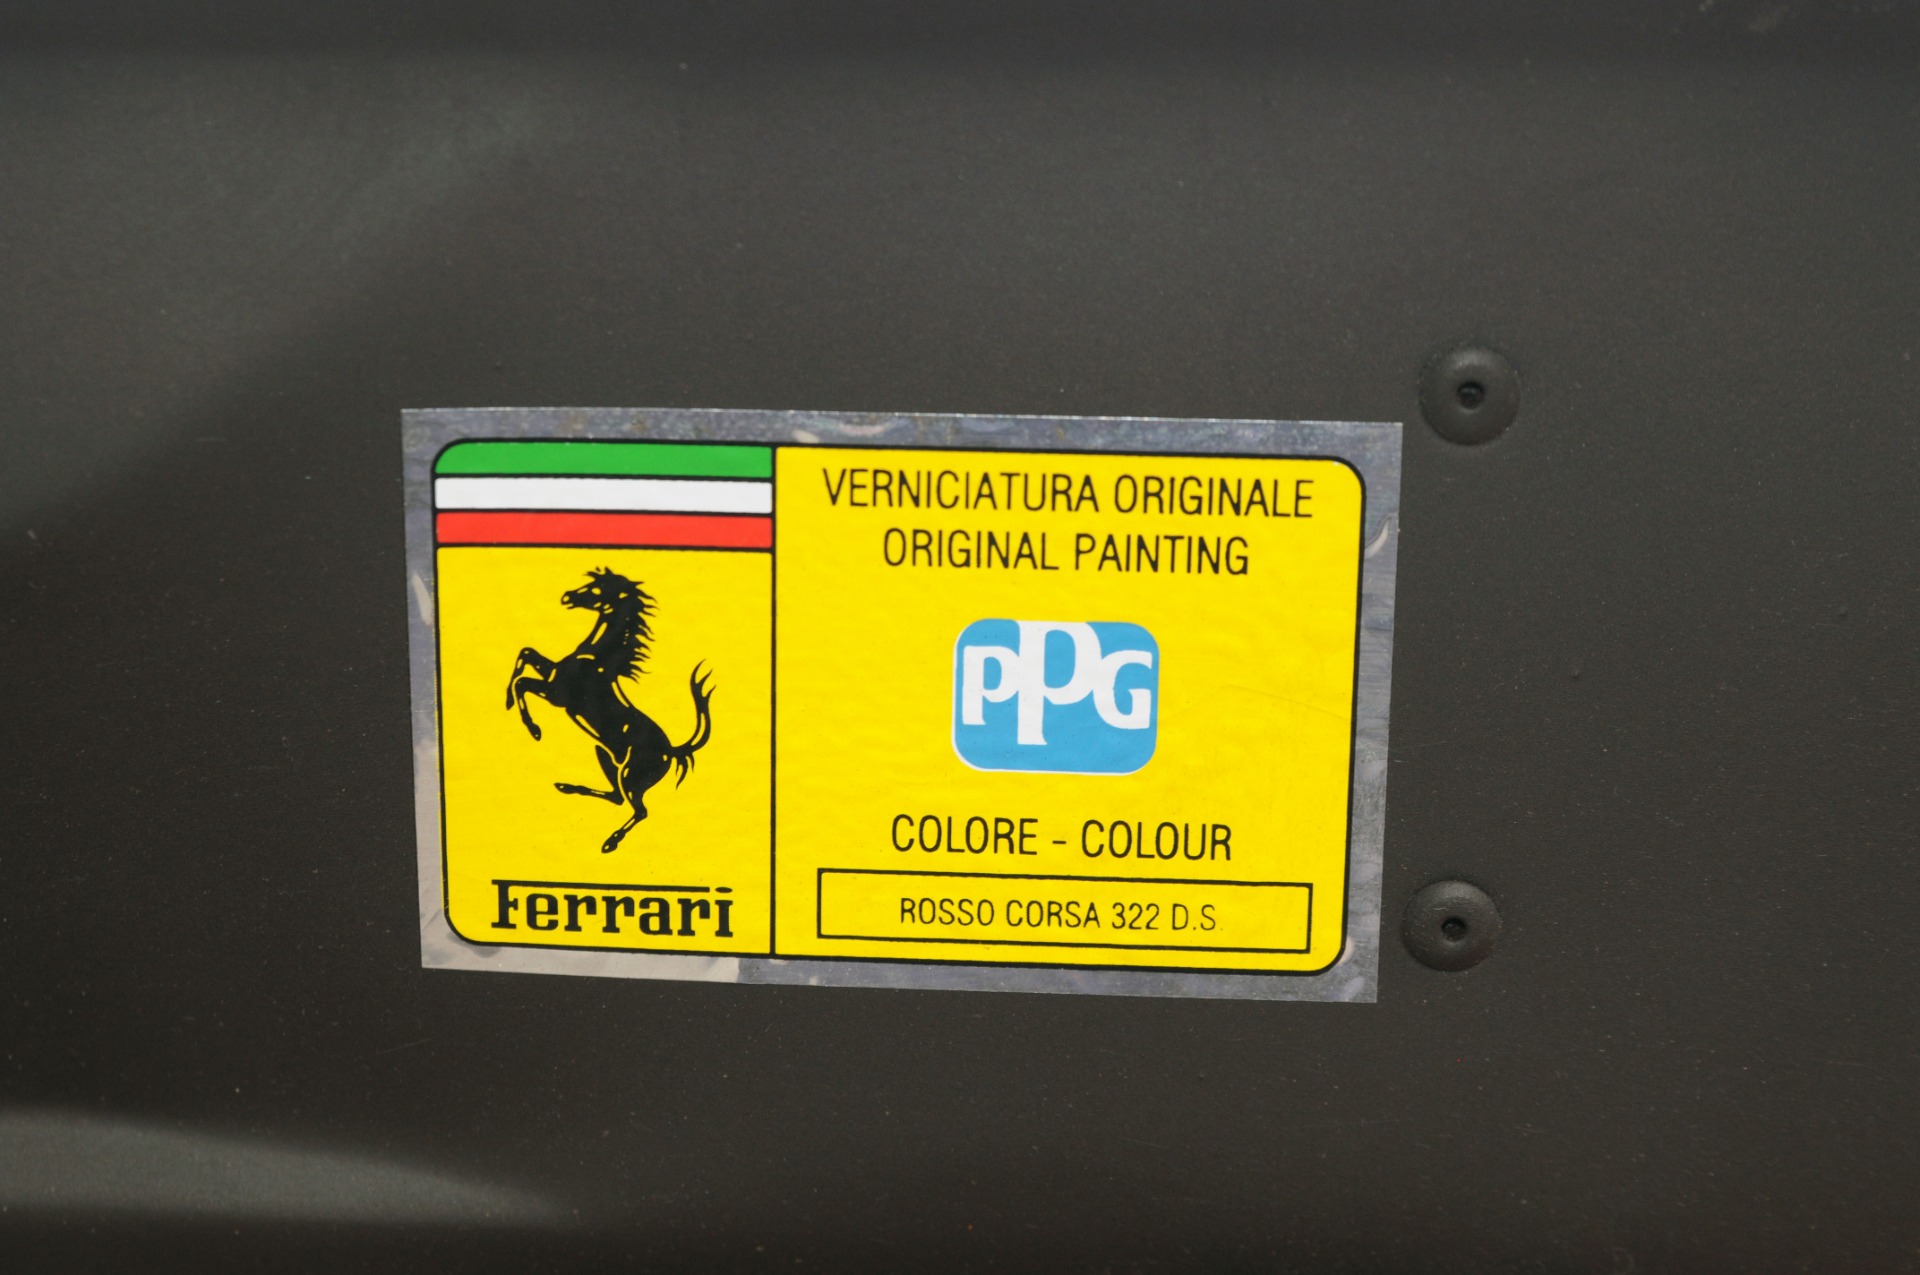 VERNICIATURA ORIGINALE
ORIGINAL PAINTING
PPG
COLORE - COLOUR
ROSSO CORSA 322 D.S.
Ferrari